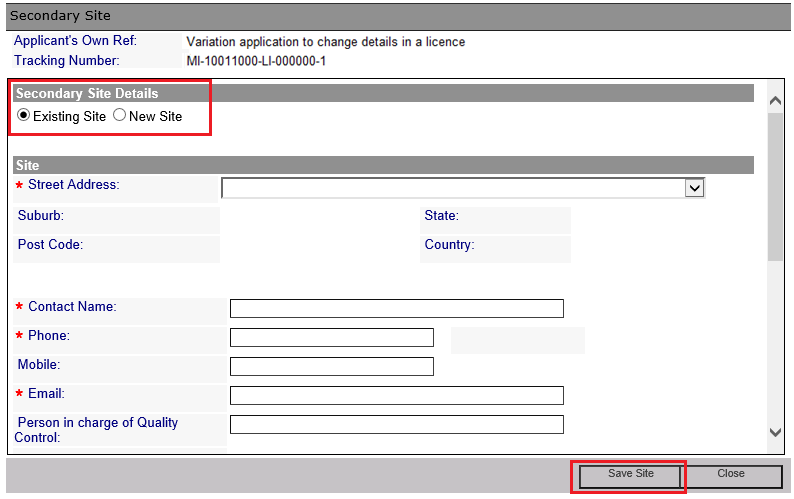 Secondary Site
Applicant's Own Ref: Variation application to change details in a licence
Tracking Number: MI-10011000-LI-000000-1
Secondary Site Details
Existing Site New Site
Site
* Street Address:
Suburb: State:
Post Code: Country:
* Contact Name:
* Phone:
Mobile:
* Email:
Person in charge of Quality
Control:
Save Site Close